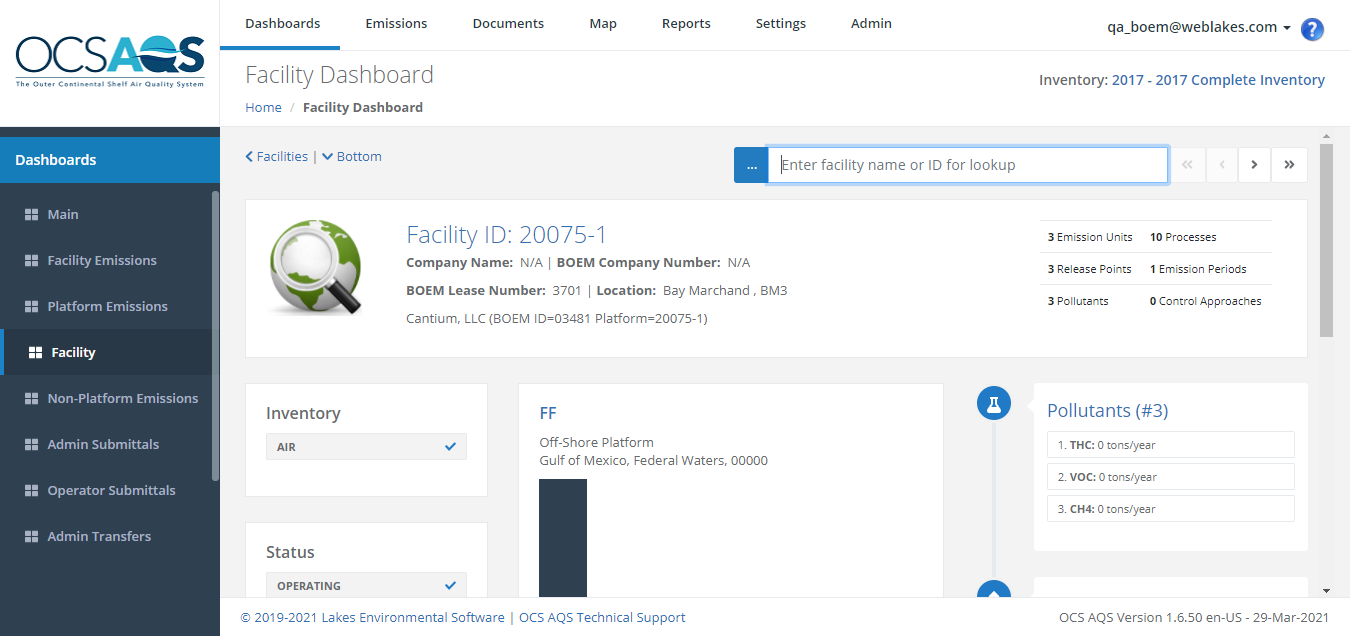 OCSAQS
The Outer Continental Shelf Air Quality System
Dashboards Emissions Documents Map Reports Settings Admin
qa_boem@weblakes.com ?
Facility Dashboard
Inventory: 2017 - 2017 Complete Inventory
Home / Facility Dashboard
Dashboards
Main
Facility Emissions
Platform Emissions
Facility
Non-Platform Emissions
Admin Submittals
Operator Submittals
Admin Transfers
Facilities | Bottom
... Enter facility name or ID for lookup « ‹ › »
Facility ID: 20075-1
Company Name: N/A | BOEM Company Number: N/A
BOEM Lease Number: 3701 | Location: Bay Marchand , BM3
Cantium, LLC (BOEM ID=03481 Platform=20075-1)
3 Emission Units 10 Processes
3 Release Points 1 Emission Periods
3 Pollutants 0 Control Approaches
Inventory
AIR
Status
OPERATING
FF
Off-Shore Platform
Gulf of Mexico, Federal Waters, 00000
Pollutants (#3)
1. THC: 0 tons/year
2. VOC: 0 tons/year
3. CH4: 0 tons/year
© 2019-2021 Lakes Environmental Software | OCS AQS Technical Support
OCS AQS Version 1.6.50 en-US - 29-Mar-2021